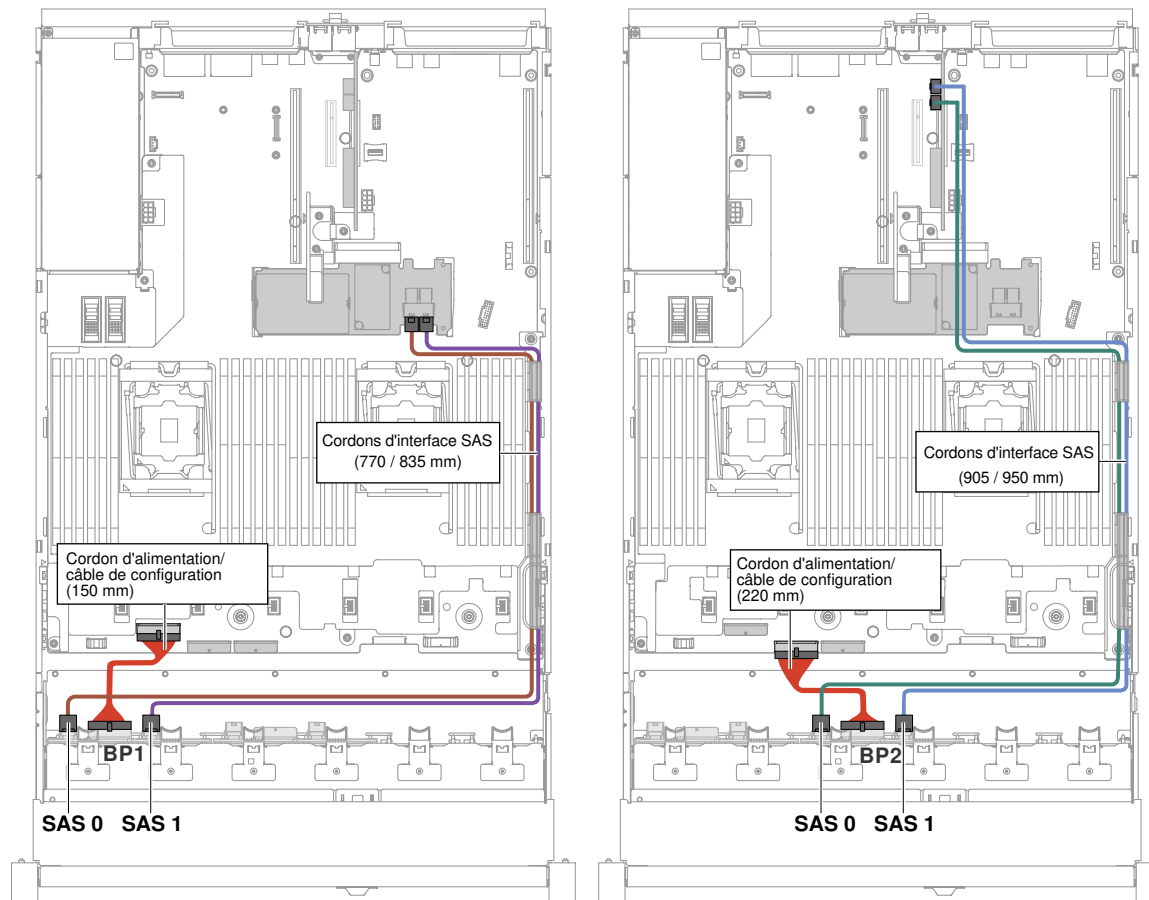 Cordons d'interface SAS
(770 / 835 mm)
Cordon d'alimentation/
câble de configuration
(150 mm)
BP1
SAS 0 SAS 1
Cordons d'interface SAS
(905 / 950 mm)
Cordon d'alimentation/
câble de configuration
(220 mm)
BP2
SAS 0 SAS 1